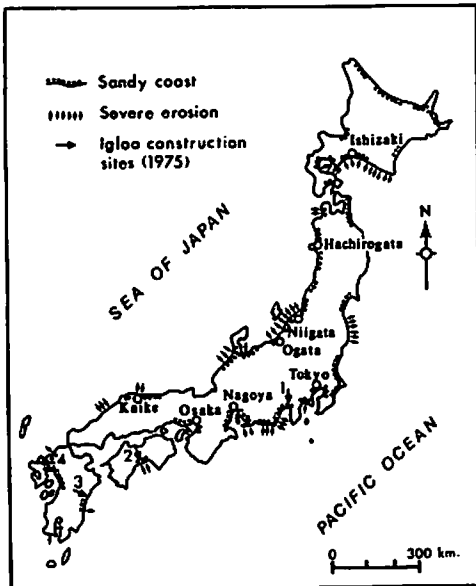 Sandy coast
Severe erosion
Igloo construction
sites (1975)
SEA OF JAPAN
Ishizaki
N
Hachirogata
Niigata
Ogata
Tokyo
1
Nagoya
Kaike
Osaka
2
4
3
PACIFIC OCEAN
0 300 km.